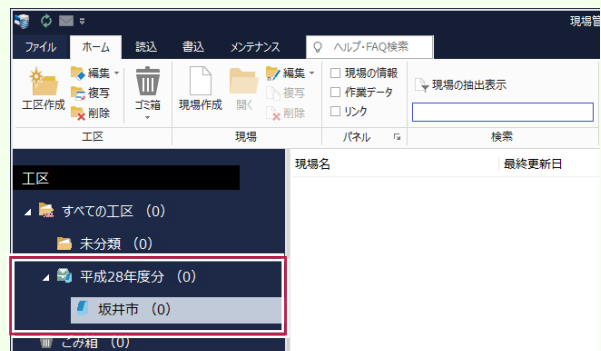 現場管
ファイル ホーム 読込 書込 メンテナンス ヘルプ・FAQ検索
工区作成 編集 複写 削除 ゴミ箱 現場作成 開く 編集 複写 削除 現場の情報 作業データ リンク 現場の抽出表示
工区 現場 パネル 検索
工区 現場名 最終更新日
すべての工区 (0)
未分類 (0)
平成28年度分 (0)
坂井市 (0)
ごみ箱 (0)